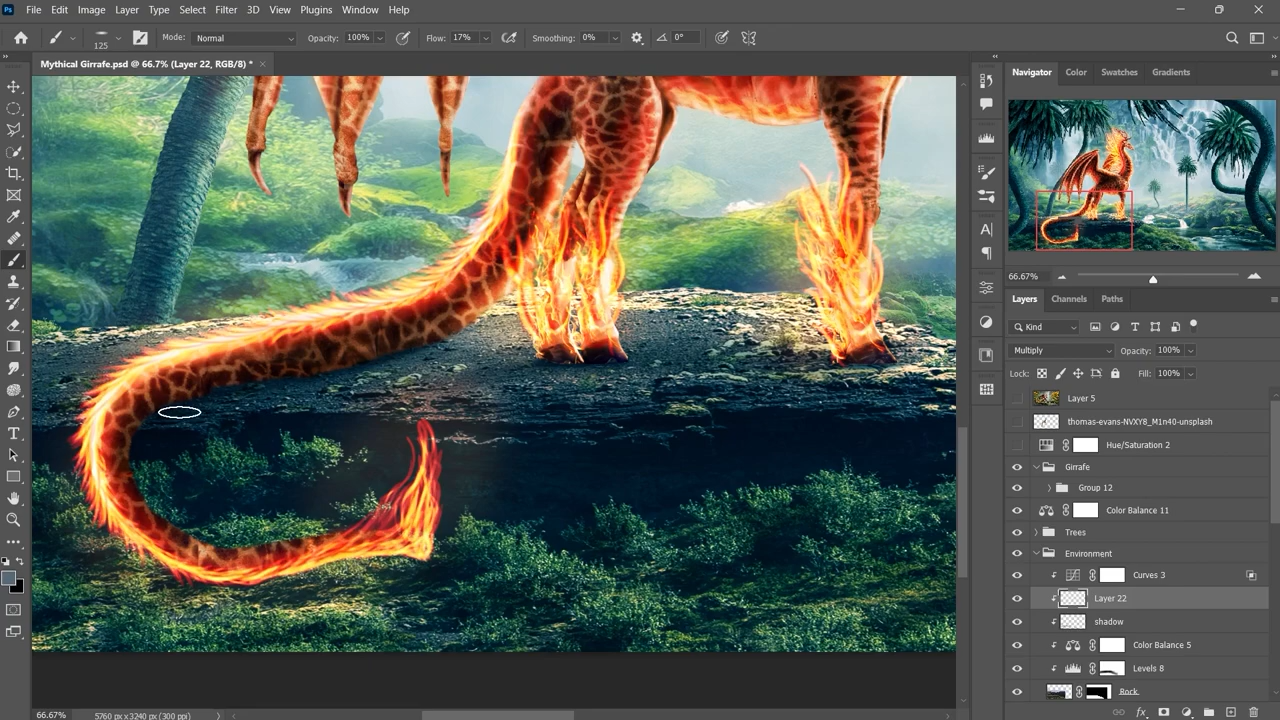 Ps File Edit Image Layer Type Select Filter 3D View Plugins Window Help
125 Mode: Normal Opacity: 100% Flow: 17% Smoothing: 0% 0°
Mythical Girrafe.psd @ 66.7% (Layer 22, RGB/8) *
Navigator Color Swatches Gradients
66.67%
Layers Channels Paths
Kind
Multiply Opacity: 100%
Lock: Fill: 100%
Layer 5
thomas-evans-NVXY8_M1n40-unsplash
Hue/Saturation 2
Girrafe
Group 12
Color Balance 11
Trees
Environment
Curves 3
Layer 22
shadow
Color Balance 5
Levels 8
Rock
66.67% 5760 px x 3240 px (300 ppi)